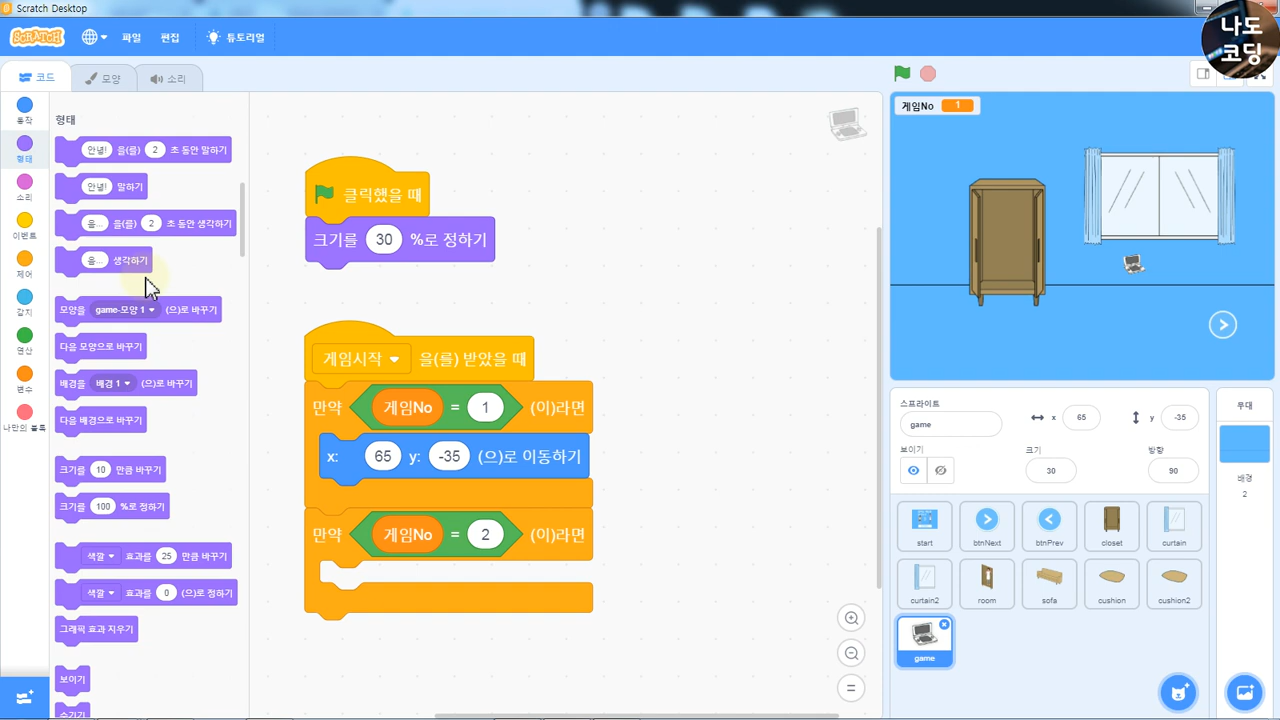 Scratch Desktop
SCRATCH
파일
편집
튜토리얼
나도
코딩
코드
모양
소리
동작
형태
소리
이벤트
제어
감지
연산
변수
나만의 블록
형태
안녕! 을(를) 2 초 동안 말하기
안녕! 말하기
음... 을(를) 2 초 동안 생각하기
음... 생각하기
모양을 game-모양 1 (으)로 바꾸기
다음 모양으로 바꾸기
배경을 배경 1 (으)로 바꾸기
다음 배경으로 바꾸기
크기를 10 만큼 바꾸기
크기를 100 %로 정하기
색깔 효과를 25 만큼 바꾸기
색깔 효과를 0 (으)로 정하기
그래픽 효과 지우기
보이기
숨기기
클릭했을 때
크기를 30 %로 정하기
게임시작 을(를) 받았을 때
만약 게임No = 1 (이)라면
x: 65 y: -35 (으)로 이동하기
만약 게임No = 2 (이)라면
게임No 1
스프라이트
game
x 65
y -35
보이기
크기
30
방향
90
start
btnNext
btnPrev
closet
curtain
curtain2
room
sofa
cushion
cushion2
game
무대
배경
2